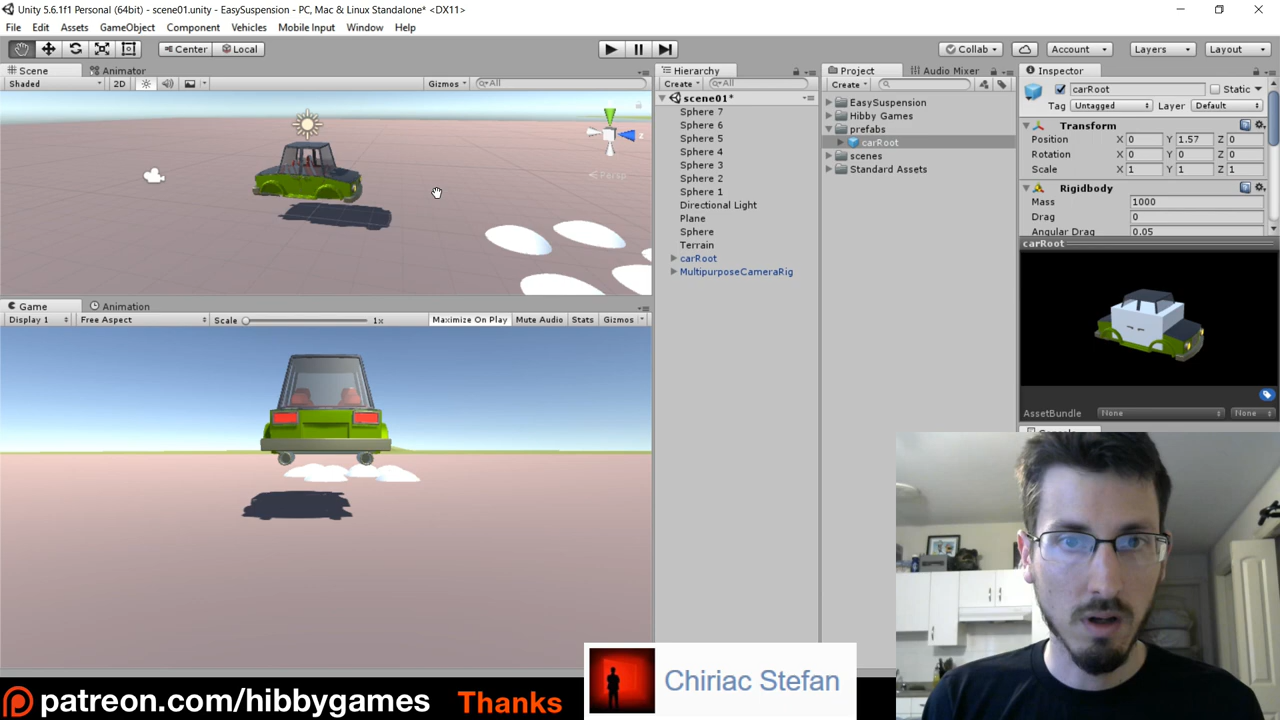 Unity 5.6.1f1 Personal (64bit) - scene01.unity - EasySuspension - PC, Mac & Linux Standalone* <DX11>
File Edit Assets GameObject Component Vehicles Mobile Input Window Help
Center Local Collab Account Layers Layout
Scene Animator
Shaded 2D Gizmos All
Persp
Game Animation
Display 1 Free Aspect Scale 1x Maximize On Play Mute Audio Stats Gizmos
Hierarchy
Create All
scene01*
Sphere 7
Sphere 6
Sphere 5
Sphere 4
Sphere 3
Sphere 2
Sphere 1
Directional Light
Plane
Sphere
Terrain
carRoot
MultipurposeCameraRig
Project Audio Mixer
Create
EasySuspension
Hibby Games
prefabs
carRoot
scenes
Standard Assets
Inspector
carRoot Static
Tag Untagged Layer Default
Transform
Position X 0 Y 1.57 Z 0
Rotation X 0 Y 0 Z 0
Scale X 1 Y 1 Z 1
Rigidbody
Mass 1000
Drag 0
Angular Drag 0.05
carRoot
AssetBundle None None
patreon.com/hibbygames Thanks
Chiriac Stefan